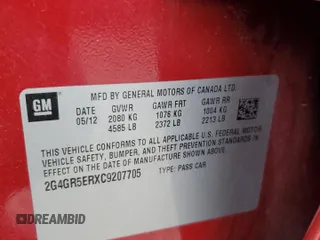 GM
MFD BY GENERAL MOTORS OF CANADA LTD
DATE GVWR GAWR FRT GAWR RR
05/12 2080 KG 1076 KG 1004 KG
4585 LB 2372 LB 2213 LB
THIS VEHICLE CONFORMS TO ALL APPLICABLE U.S. FEDERAL
SAFETY, BUMPER, AND THEFT PREVENTION STANDARDS IN
EFFECT ON THE DATE OF MANUFACTURE SHOWN ABOVE.
2G4GR5ERXC9207705 TYPE: PASS CAR
DREAMBID